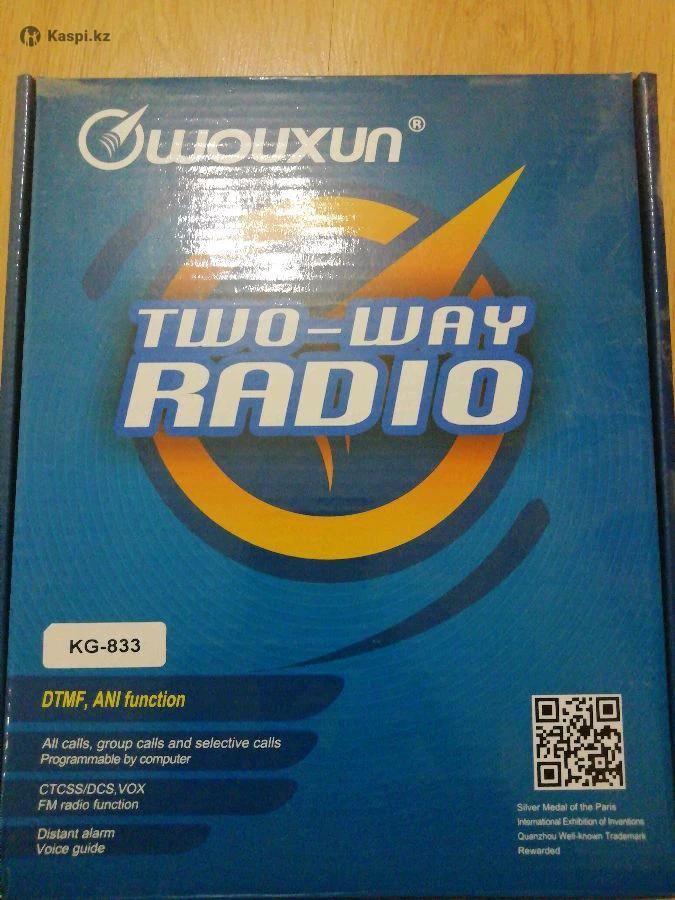 Kaspi.kz
WOUXUN®
TWO-WAY
RADIO
KG-833
DTMF, ANI function
All calls, group calls and selective calls
Programmable by computer
CTCSS/DCS,VOX
FM radio function
Distant alarm
Voice guide
Silver Medal of the Paris
International Exhibition of Inventions
Quanzhou Well-known Trademark
Rewarded